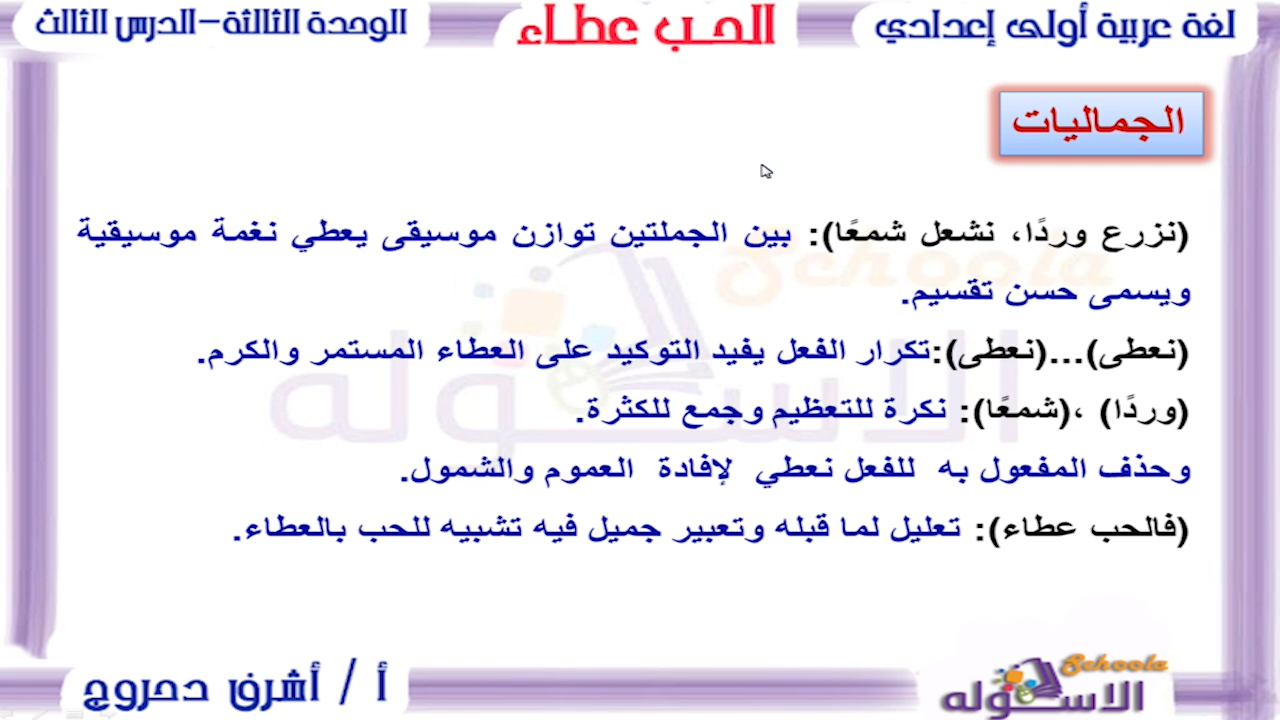 لغة عربية أولى إعدادي
الحب عطاء
الوحدة الثالثة-الدرس الثالث
الجماليات
(نزرع وردًا، نشعل شمعًا): بين الجملتين توازن موسيقى يعطي نغمة موسيقية
ويسمى حسن تقسيم.
(نعطى)...(نعطى):تكرار الفعل يفيد التوكيد على العطاء المستمر والكرم.
(وردًا) ،(شمعًا): نكرة للتعظيم وجمع للكثرة.
وحذف المفعول به للفعل نعطي لإفادة العموم والشمول.
(فالحب عطاء): تعليل لما قبله وتعبير جميل فيه تشبيه للحب بالعطاء.
Schoola
الاسكوله
أ / أشرف دحروج
Schoola
الاسكوله